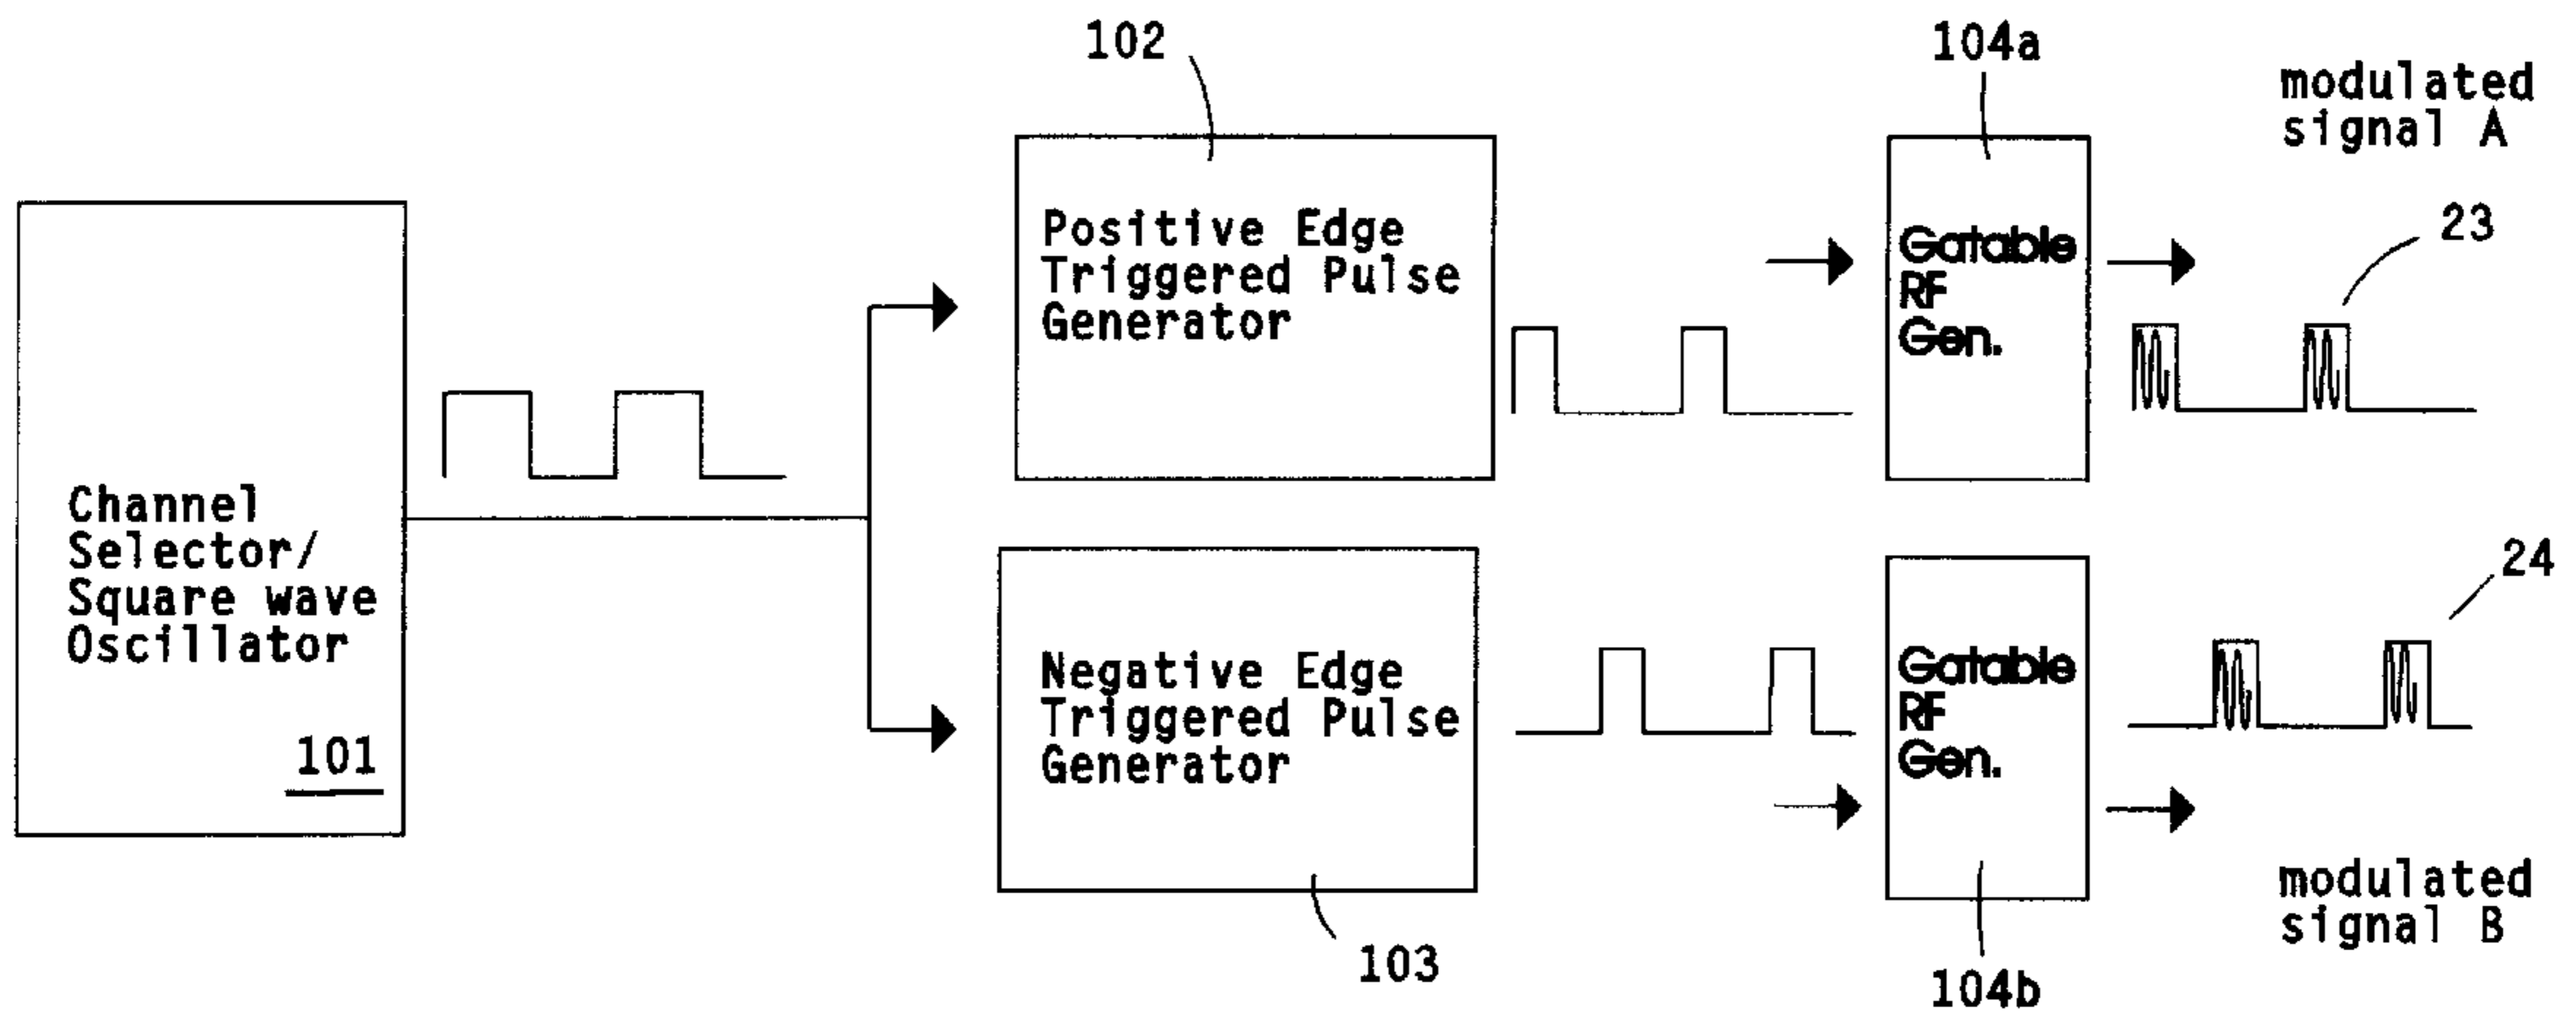 102
104a
modulated
signal A
23
Positive Edge
Triggered Pulse
Generator
Gatable
RF
Gen.
Channel
Selector/
Square wave
Oscillator
101
24
Negative Edge
Triggered Pulse
Generator
Gatable
RF
Gen.
103
104b
modulated
signal B